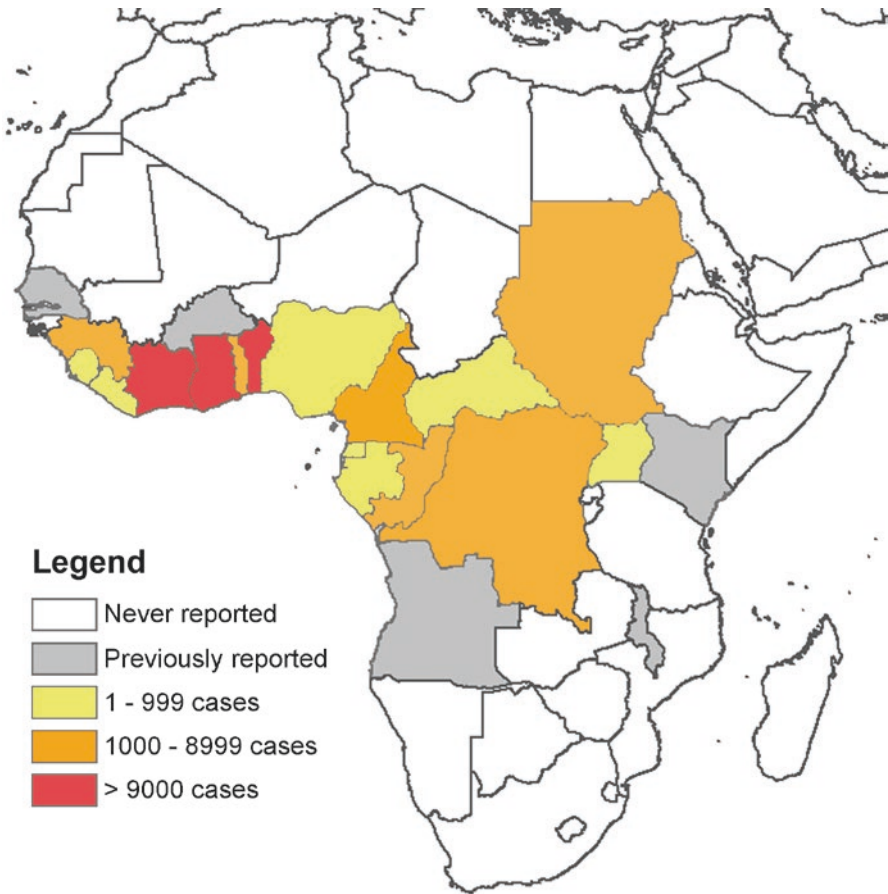 Legend
Never reported
Previously reported
1 - 999 cases
1000 - 8999 cases
> 9000 cases